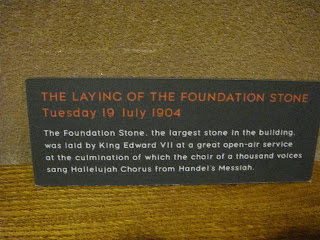 THE LAYING OF THE FOUNDATION STONE
Tuesday 19 July 1904
The Foundation Stone, the largest stone in the building,
was laid by King Edward VII at a great open-air service
at the culmination of which the choir of a thousand voices
sang Hallelujah Chorus from Handel's Messiah.